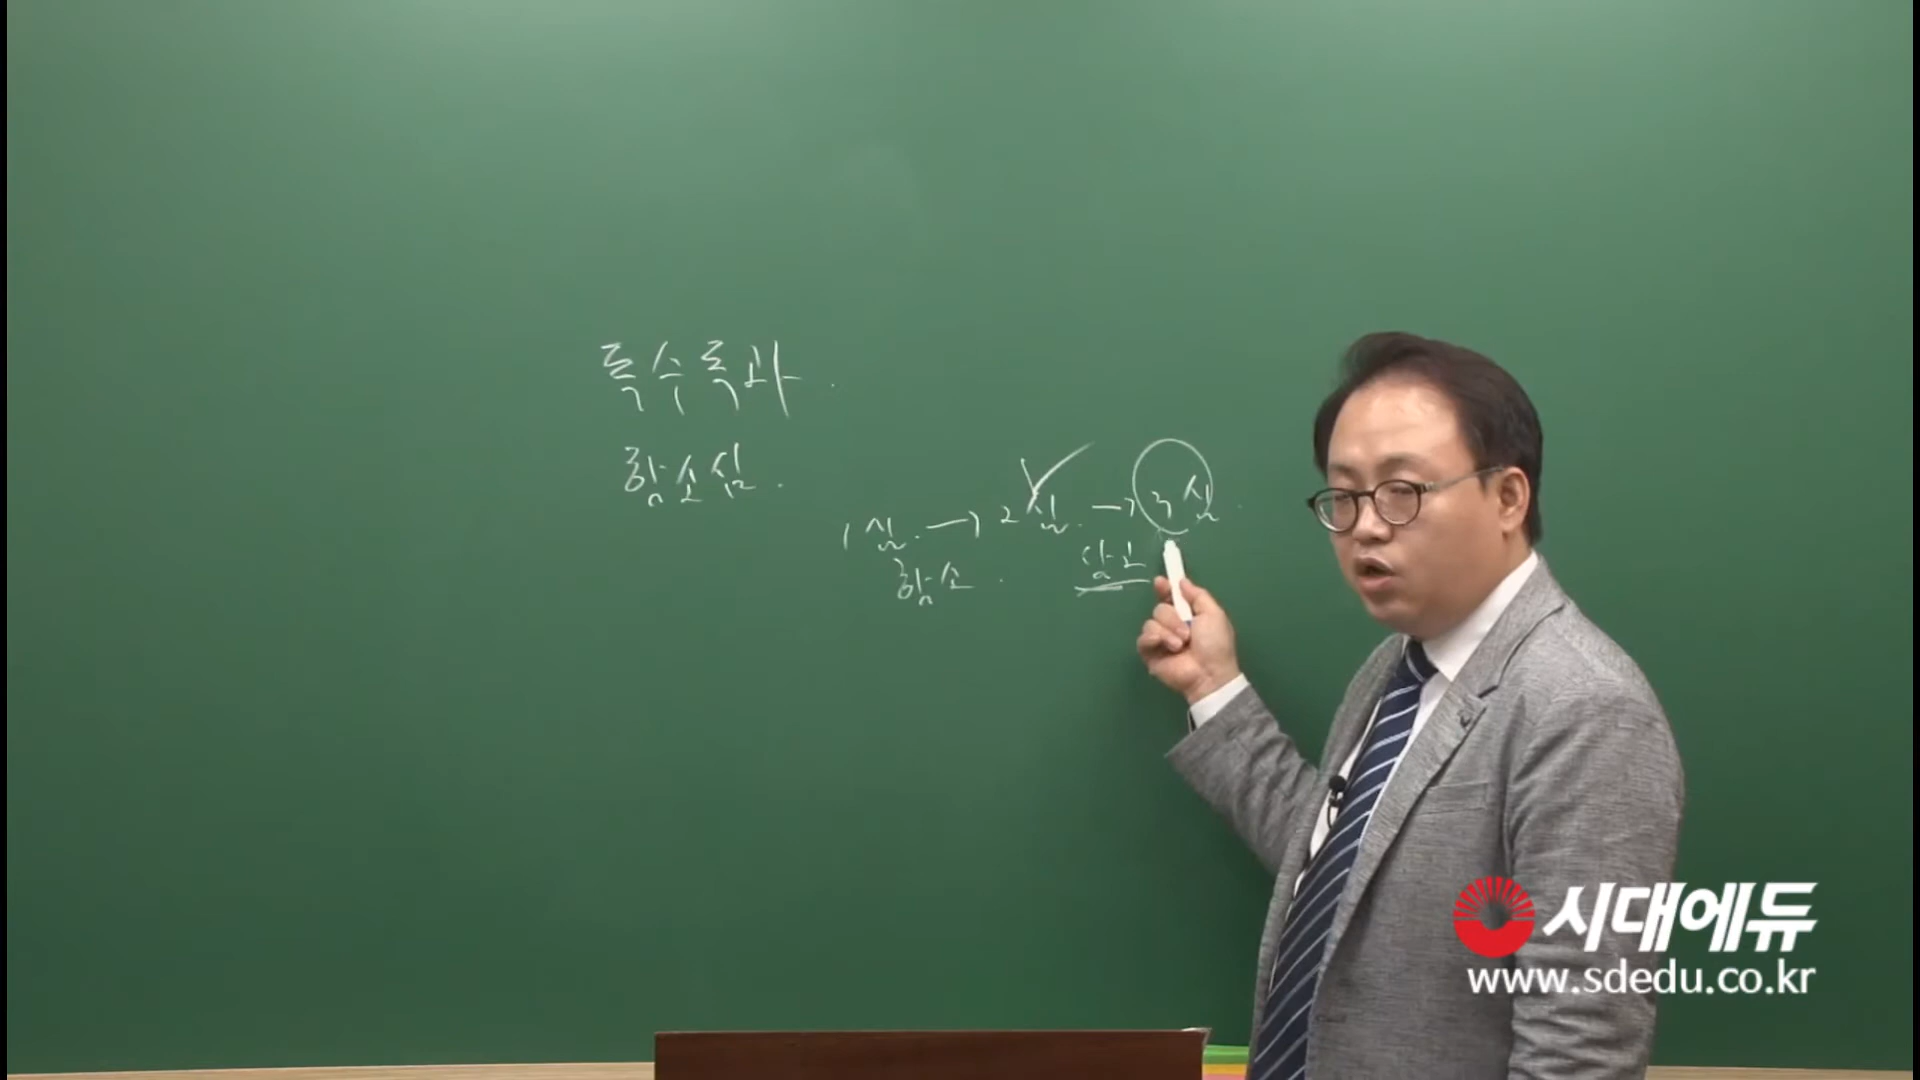 특수목과.
항소심.
1심. → 2심. → 3심.
항소. 상고
시대에듀
www.sdedu.co.kr